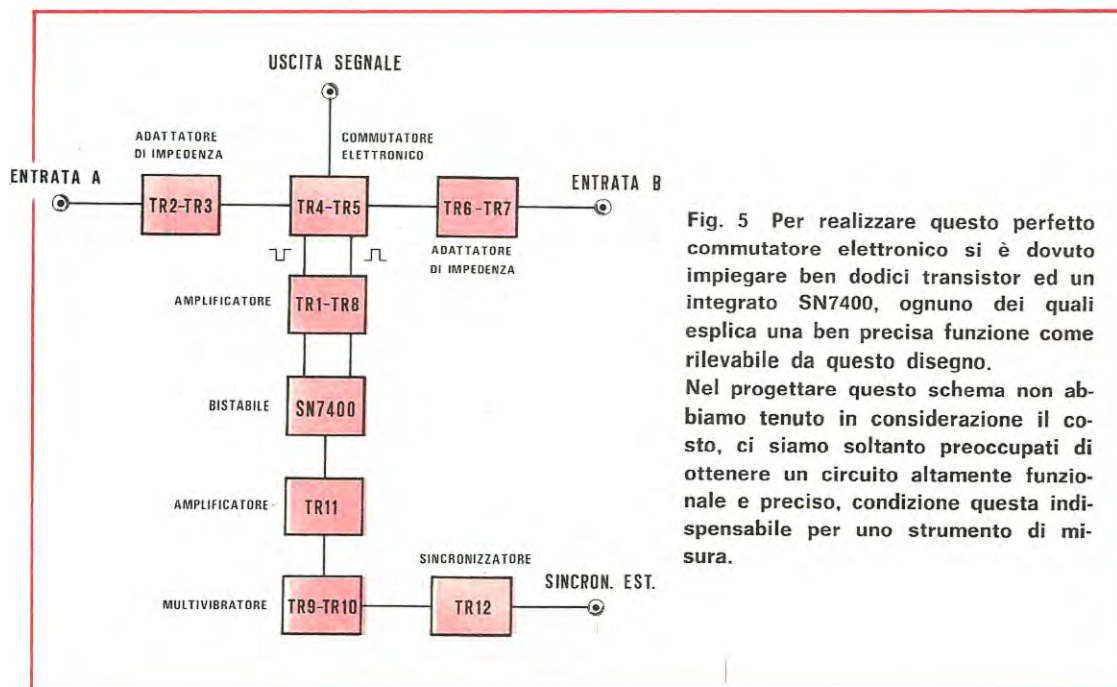 USCITA SEGNALE
ADATTATORE
DI IMPEDENZA
COMMUTATORE
ELETTRONICO
ENTRATA A
TR2-TR3
TR4-TR5
TR6-TR7
ENTRATA B
ADATTATORE
DI IMPEDENZA
AMPLIFICATORE
TR1-TR8
BISTABILE
SN7400
AMPLIFICATORE
TR11
SINCRONIZZATORE
MULTIVIBRATORE
TR9-TR10
TR12
SINCRON. EST.
Fig. 5 Per realizzare questo perfetto
commutatore elettronico si è dovuto
impiegare ben dodici transistor ed un
integrato SN7400, ognuno dei quali
esplica una ben precisa funzione come
rilevabile da questo disegno.
Nel progettare questo schema non ab-
biamo tenuto in considerazione il co-
sto, ci siamo soltanto preoccupati di
ottenere un circuito altamente funzio-
nale e preciso, condizione questa indi-
spensabile per uno strumento di mi-
sura.